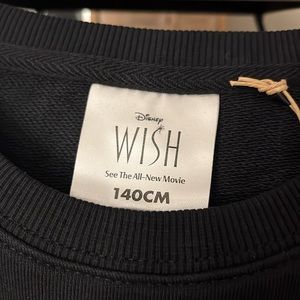 Disney
WISH
See The All-New Movie
140CM